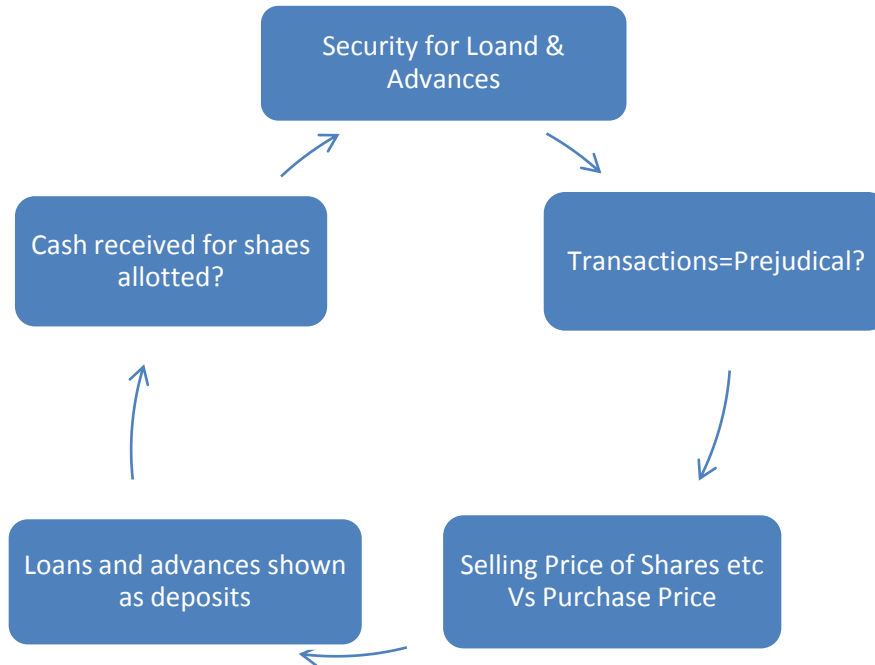 Security for Loand &
Advances
Transactions=Prejudical?
Selling Price of Shares etc
Vs Purchase Price
Loans and advances shown
as deposits
Cash received for shaes
allotted?